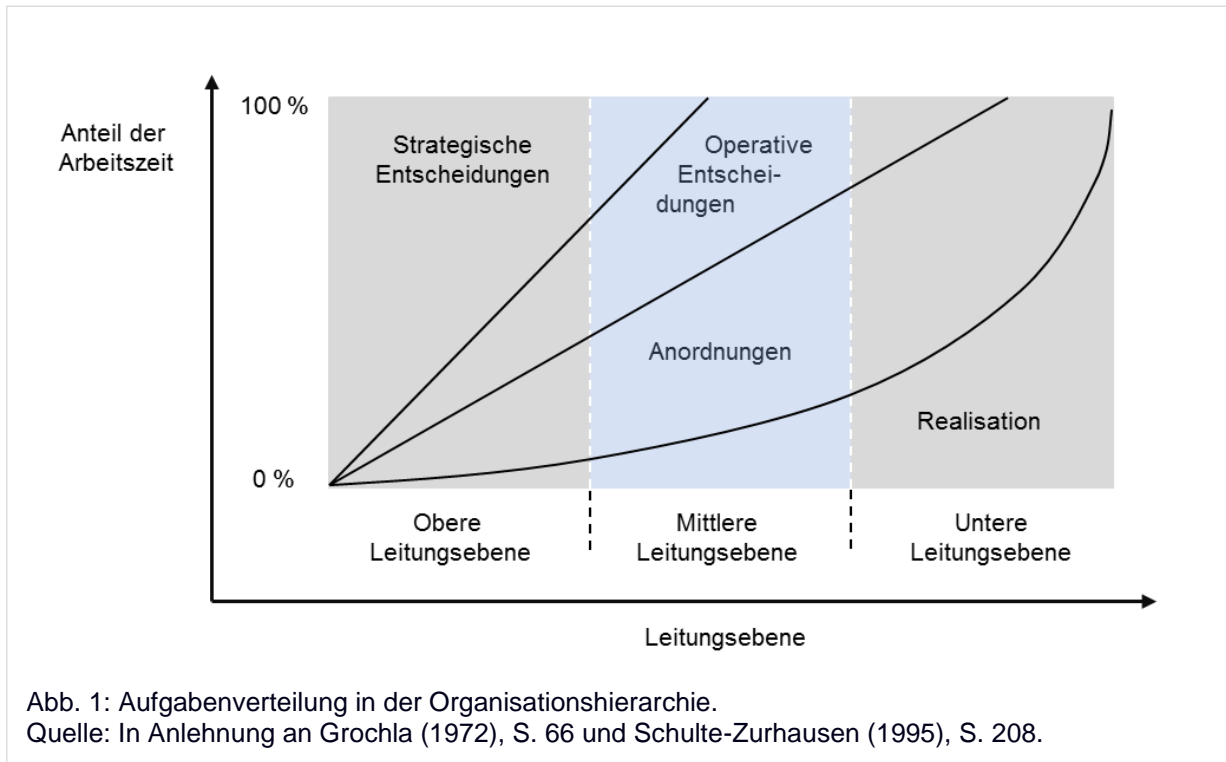 100 %
Anteil der
Arbeitszeit
Strategische
Entscheidungen
Operative
Entschei-
dungen
Anordnungen
Realisation
0 %
Obere
Leitungsebene
Mittlere
Leitungsebene
Untere
Leitungsebene
Leitungsebene
Abb. 1: Aufgabenverteilung in der Organisationshierarchie.
Quelle: In Anlehnung an Grochla (1972), S. 66 und Schulte-Zurhausen (1995), S. 208.